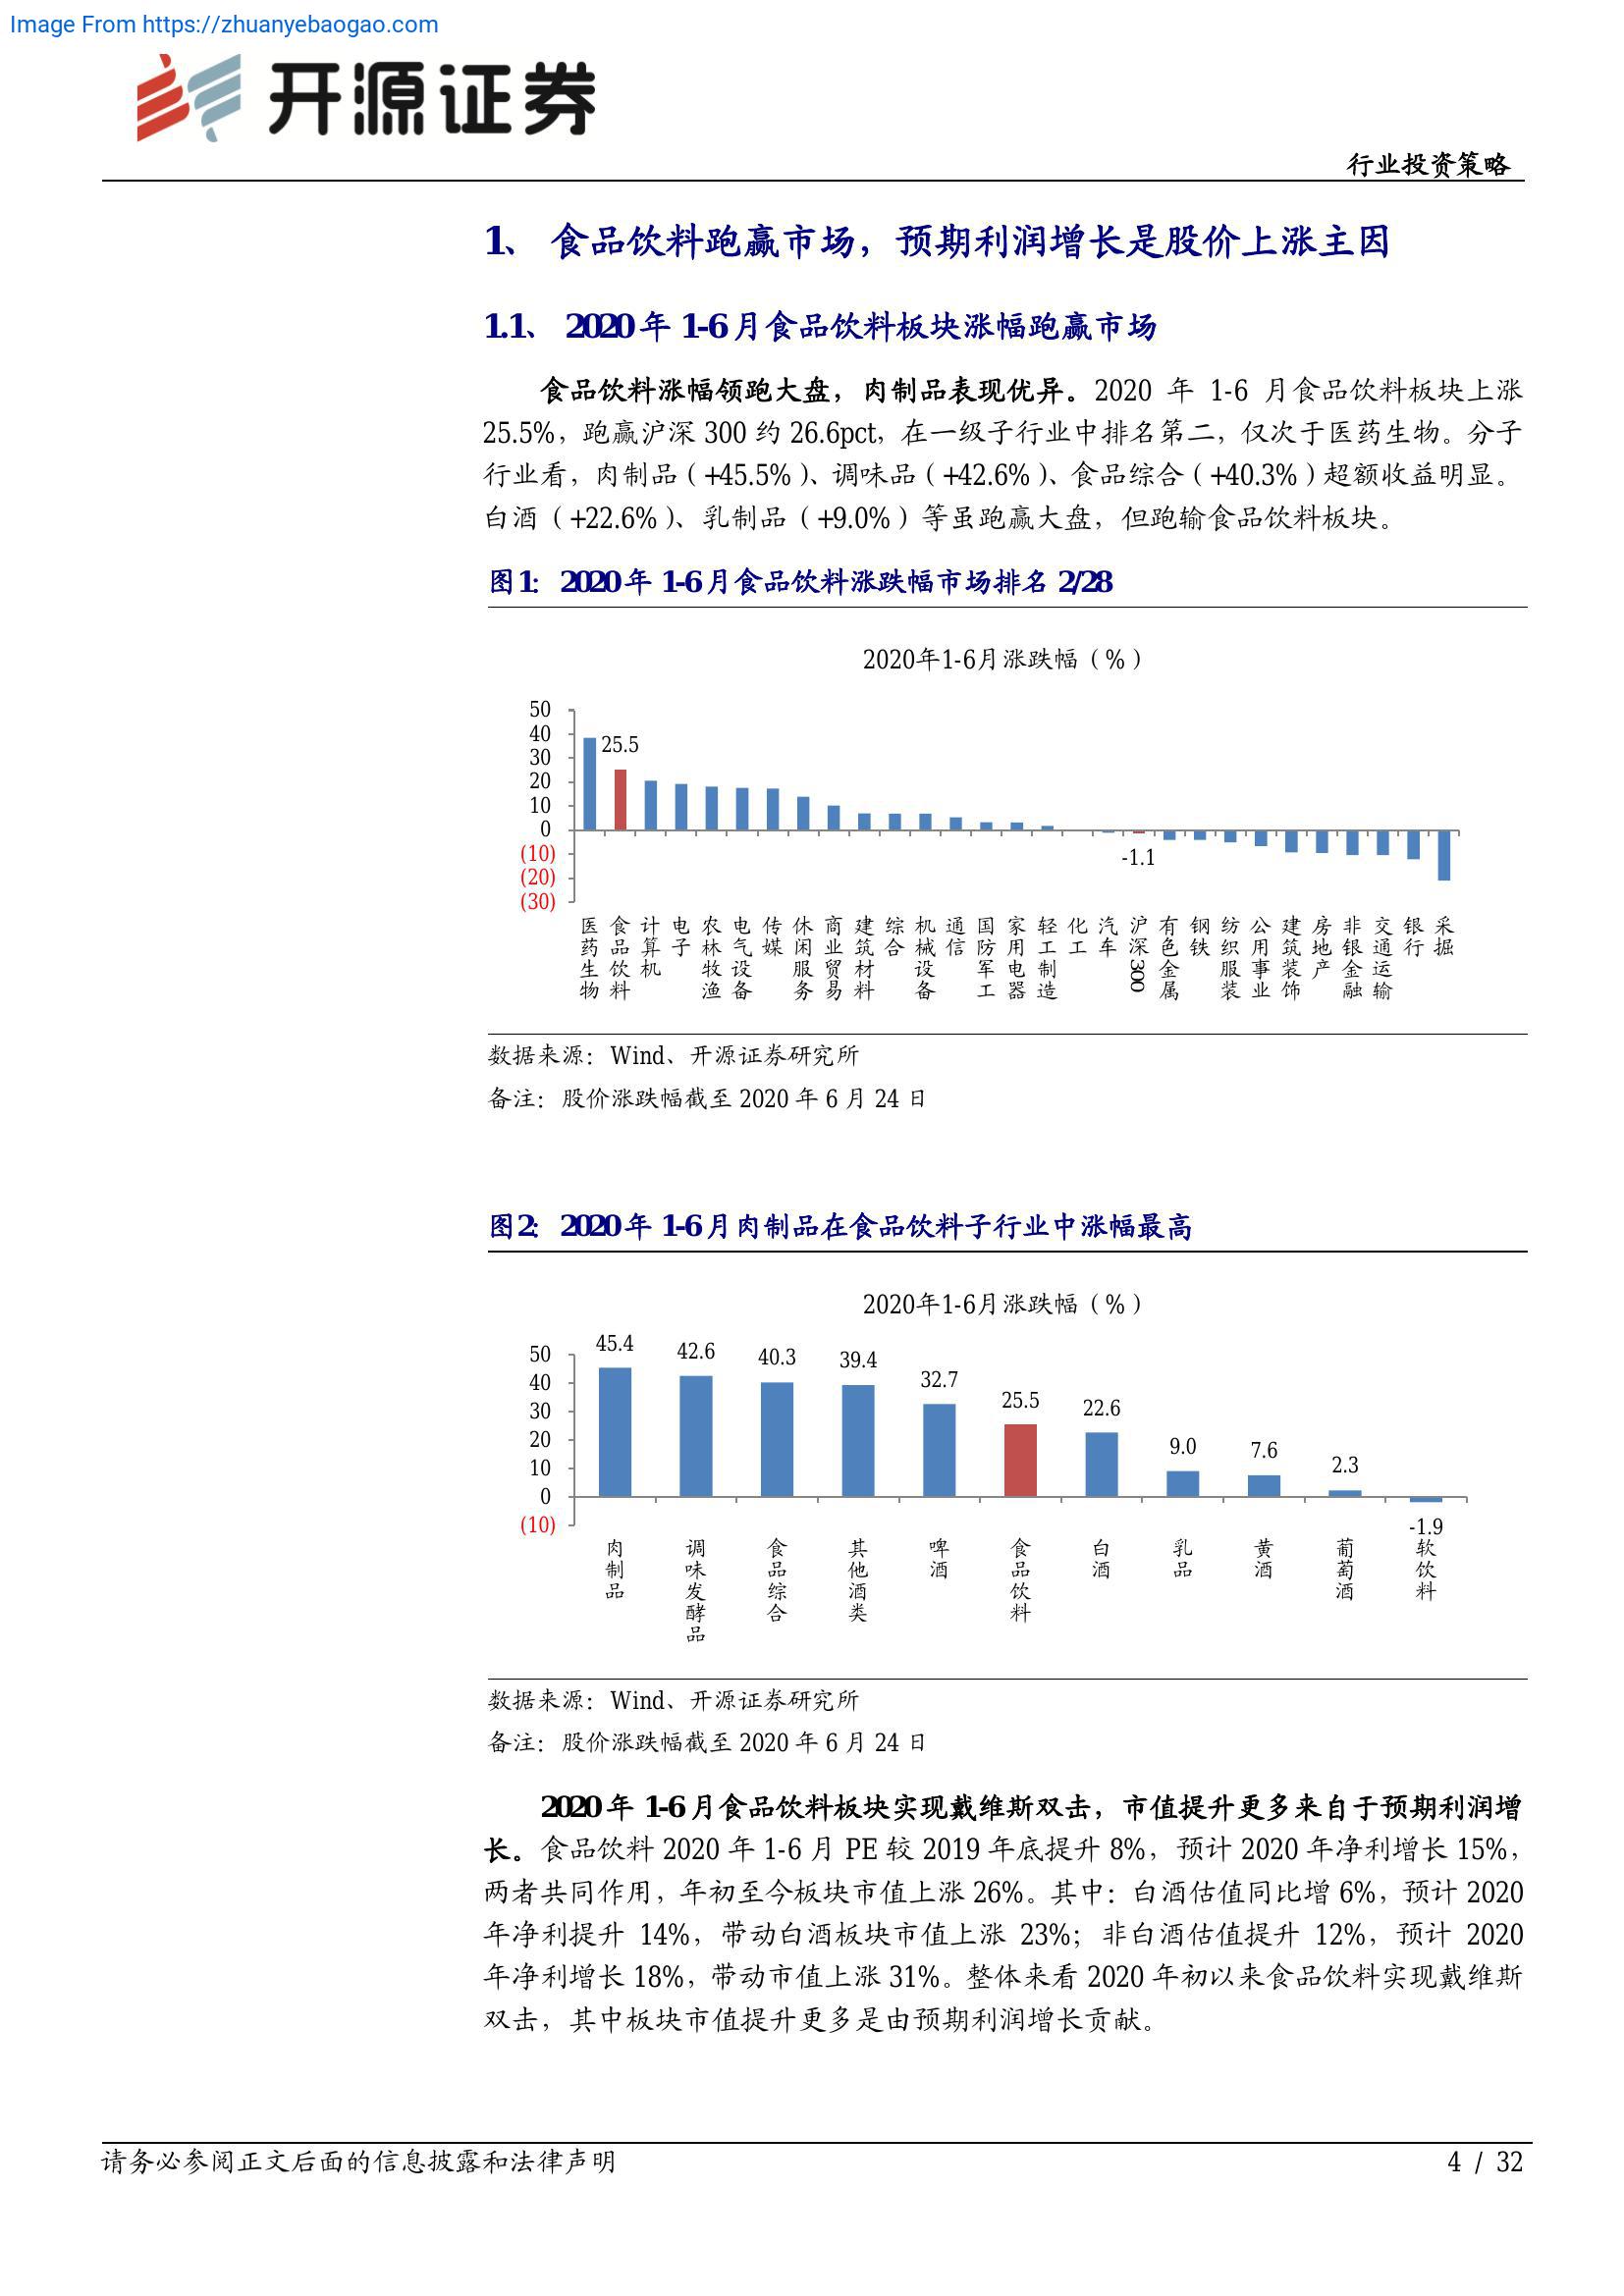 Image From https://zhuanyebaogao.com
开源证券
行业投资策略
1、 食品饮料跑赢市场，预期利润增长是股价上涨主因
1.1、 2020 年 1-6 月食品饮料板块涨幅跑赢市场
食品饮料涨幅领跑大盘，肉制品表现优异。2020 年 1-6 月食品饮料板块上涨
25.5%，跑赢沪深 300 约 26.6pct，在一级子行业中排名第二，仅次于医药生物。分子
行业看，肉制品（+45.5%）、调味品（+42.6%）、食品综合（+40.3%）超额收益明显。
白酒（+22.6%）、乳制品（+9.0%）等虽跑赢大盘，但跑输食品饮料板块。
图1： 2020 年 1-6 月食品饮料涨跌幅市场排名 2/28
2020年1-6月涨跌幅（%）
50
40
30
20
10
0
(10)
(20)
(30)
25.5
-1.1
医药生物
食品饮料
计算机
电子
农林牧渔
电气设备
传媒
休闲服务
商业贸易
建筑材料
综合
机械设备
通信
国防军工
家用电器
轻工制造
化工
汽车
沪深300
有色金属
钢铁
纺织服装
公用事业
建筑装饰
房地产
非银金融
交通运输
银行
采掘
数据来源：Wind、开源证券研究所
备注：股价涨跌幅截至 2020 年 6 月 24 日
图2： 2020 年 1-6 月肉制品在食品饮料子行业中涨幅最高
2020年1-6月涨跌幅（%）
50
40
30
20
10
0
(10)
45.4
42.6
40.3
39.4
32.7
25.5
22.6
9.0
7.6
2.3
-1.9
肉制品
调味发酵品
食品综合
其他酒类
啤酒
食品饮料
白酒
乳品
黄酒
葡萄酒
软饮料
数据来源：Wind、开源证券研究所
备注：股价涨跌幅截至 2020 年 6 月 24 日
2020 年 1-6 月食品饮料板块实现戴维斯双击，市值提升更多来自于预期利润增
长。食品饮料 2020 年 1-6 月 PE 较 2019 年底提升 8%，预计 2020 年净利增长 15%，
两者共同作用，年初至今板块市值上涨 26%。其中：白酒估值同比增 6%，预计 2020
年净利提升 14%，带动白酒板块市值上涨 23%；非白酒估值提升 12%，预计 2020
年净利增长 18%，带动市值上涨 31%。整体来看 2020 年初以来食品饮料实现戴维斯
双击，其中板块市值提升更多是由预期利润增长贡献。
请务必参阅正文后面的信息披露和法律声明
4 / 32